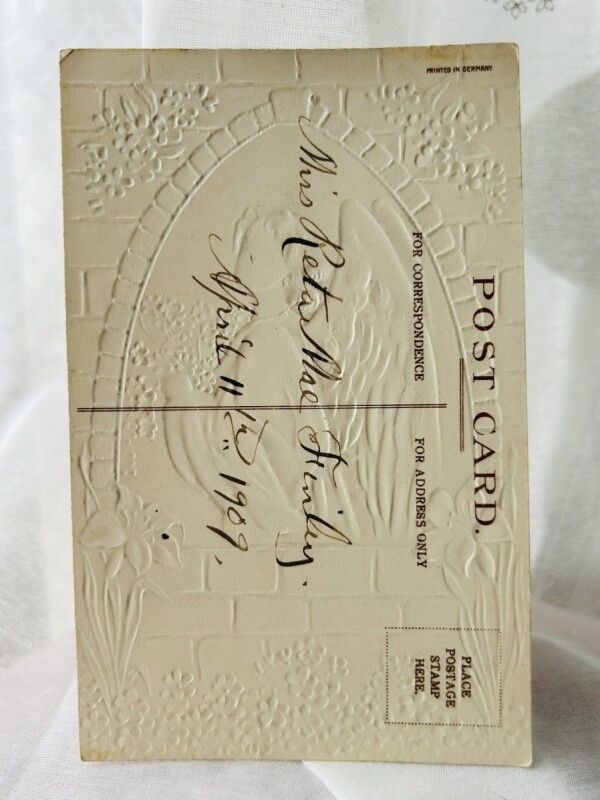 PRINTED IN GERMANY.
POST CARD.
FOR CORRESPONDENCE
FOR ADDRESS ONLY
PLACE
POSTAGE
STAMP
HERE.
Miss Reta Mae Finley.
April 11th 1909,